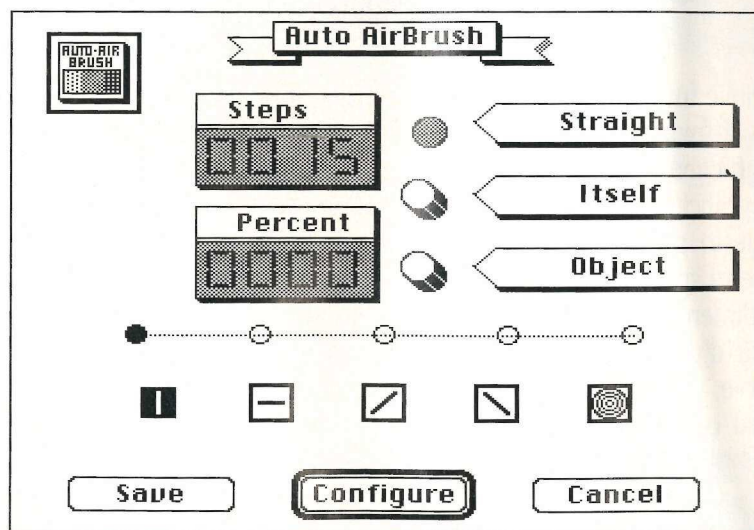 Auto AirBrush
AUTO-AIR
BRUSH
Steps
0015
Straight
Itself
Percent
0000
Object
Save
Configure
Cancel